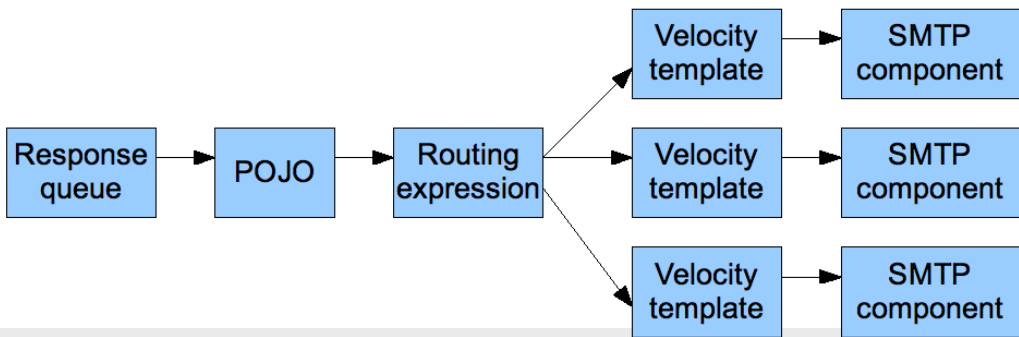 Response
queue
POJO
Routing
expression
Velocity
template
SMTP
component
Velocity
template
SMTP
component
Velocity
template
SMTP
component